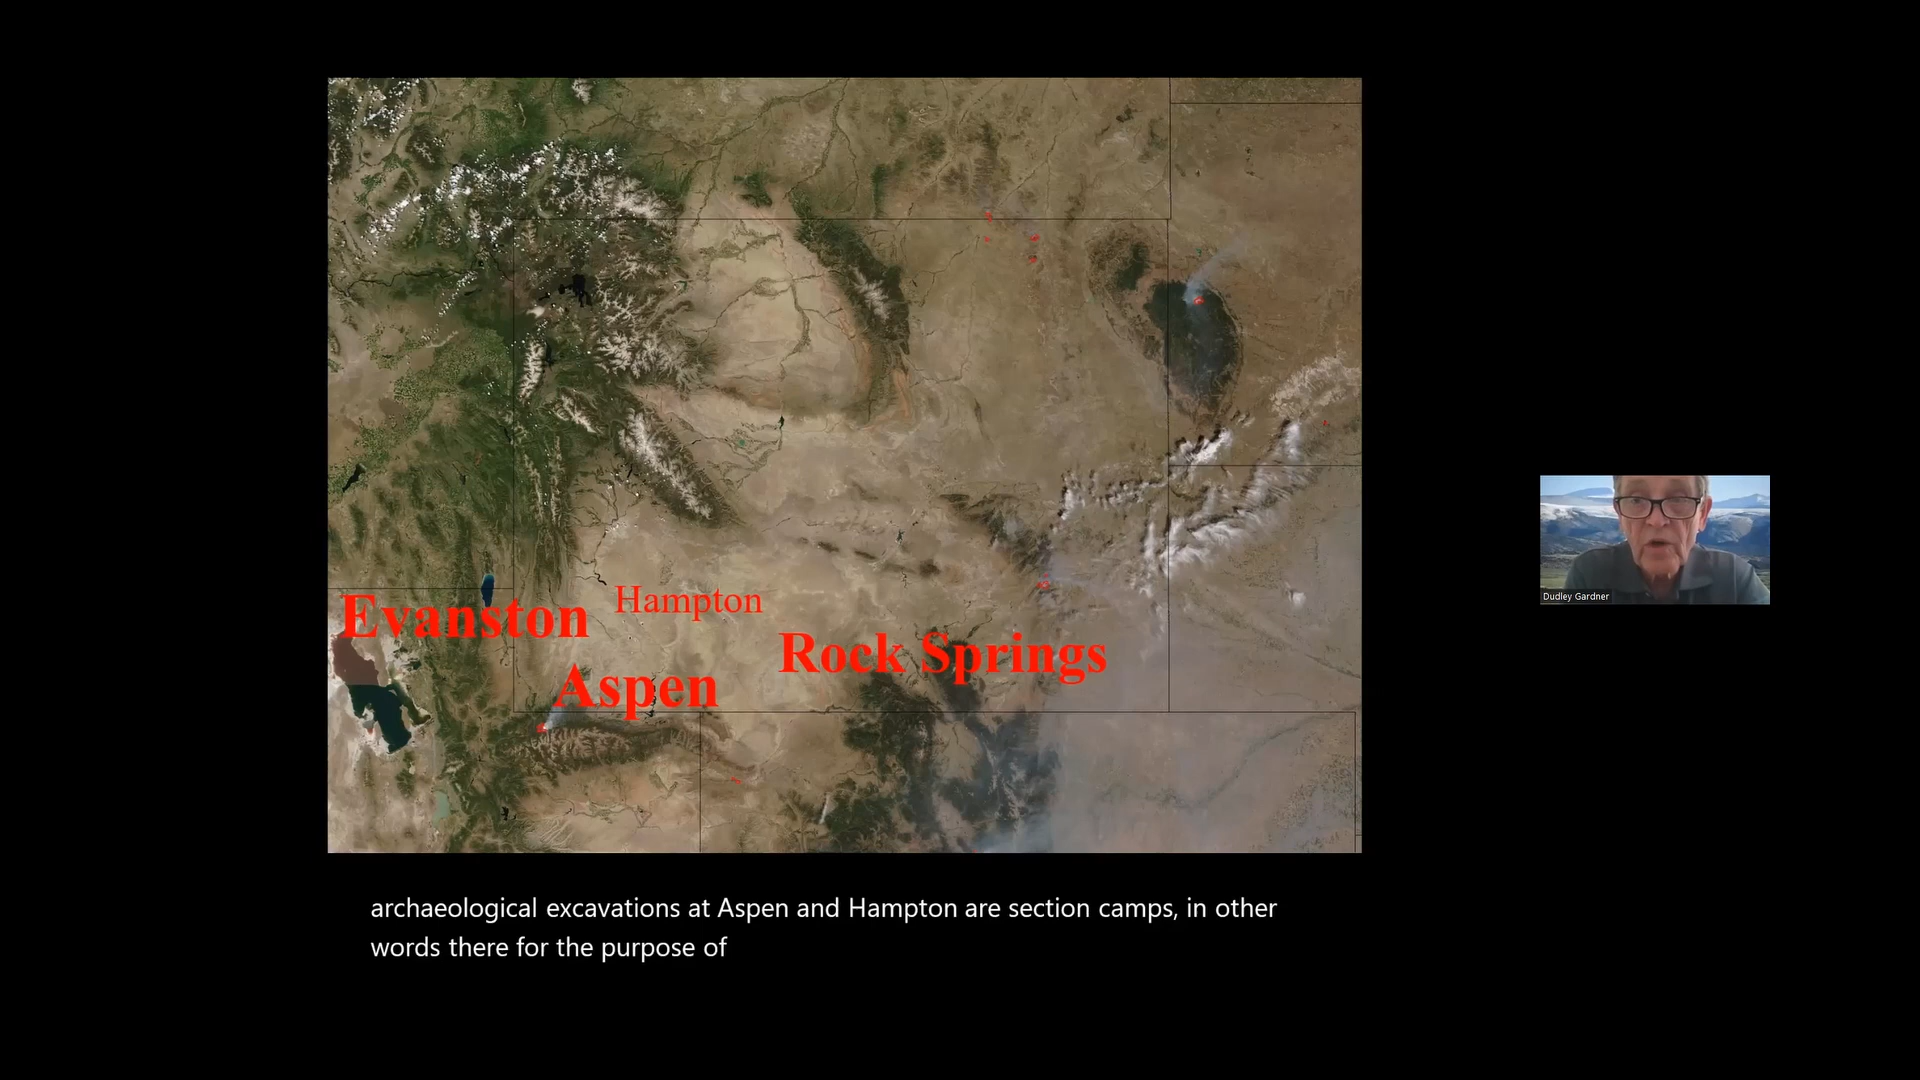 Evanston
Hampton
Rock Springs
Aspen
Dudley Gardner
archaeological excavations at Aspen and Hampton are section camps, in other
words there for the purpose of